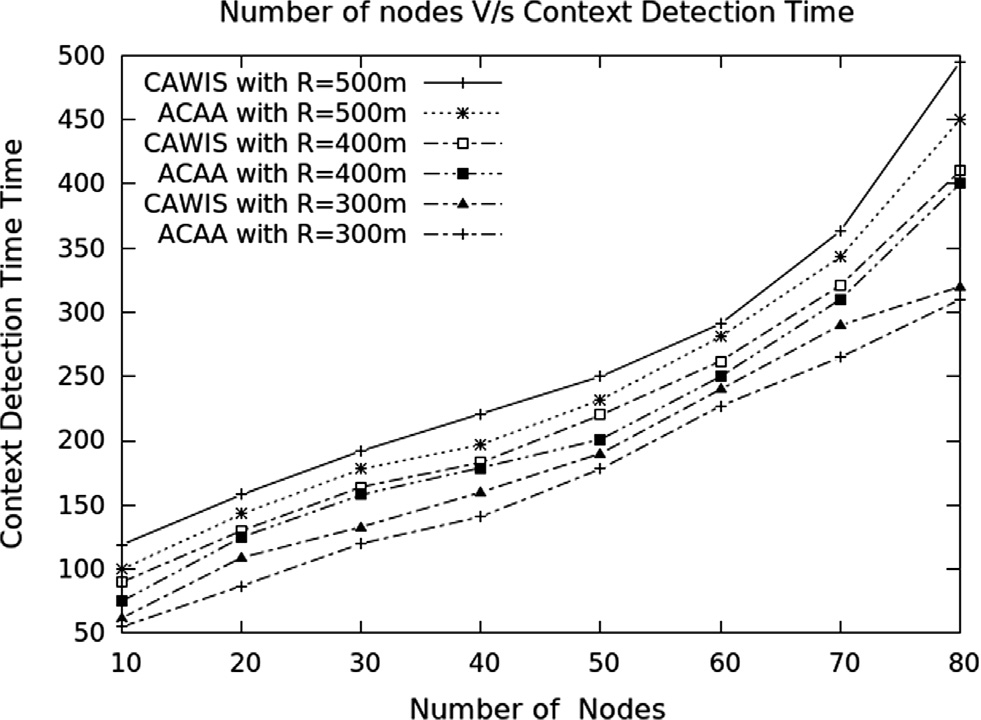 Number of nodes V/s Context Detection Time
Context Detection Time Time
500
450
400
350
300
250
200
150
100
50
CAWIS with R=500m
ACAA with R=500m
CAWIS with R=400m
ACAA with R=400m
CAWIS with R=300m
ACAA with R=300m
10 20 30 40 50 60 70 80
Number of Nodes